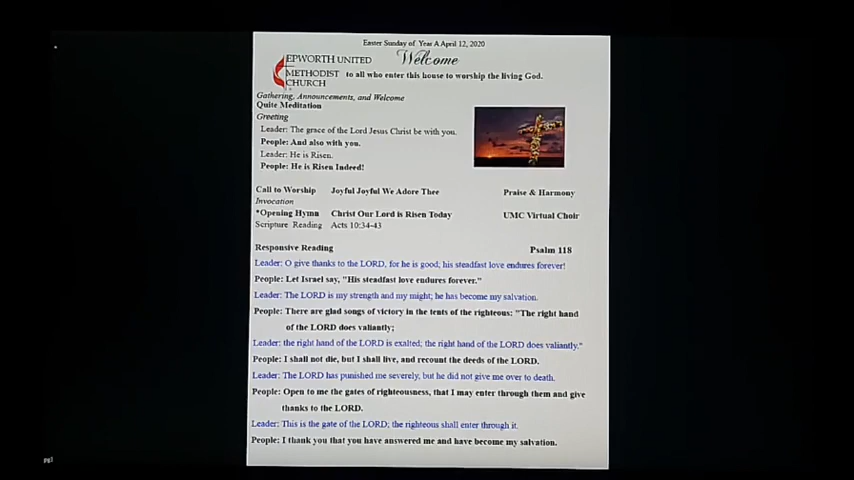 Easter Sunday of Year A April 12, 2020
Welcome
EPWORTH UNITED
METHODIST
CHURCH
to all who enter this house to worship the living God.
Gathering, Announcements, and Welcome
Quite Meditation
Greeting
Leader: The grace of the Lord Jesus Christ be with you.
People: And also with you.
Leader: He is Risen.
People: He is Risen Indeed!
Call to Worship Joyful Joyful We Adore Thee Praise & Harmony
Invocation
*Opening Hymn Christ Our Lord is Risen Today UMC Virtual Choir
Scripture Reading Acts 10:34-43
Responsive Reading Psalm 118
Leader: O give thanks to the LORD, for he is good; his steadfast love endures forever!
People: Let Israel say, "His steadfast love endures forever."
Leader: The LORD is my strength and my might; he has become my salvation.
People: There are glad songs of victory in the tents of the righteous: "The right hand
of the LORD does valiantly;
Leader: the right hand of the LORD is exalted; the right hand of the LORD does valiantly."
People: I shall not die, but I shall live, and recount the deeds of the LORD.
Leader: The LORD has punished me severely, but he did not give me over to death.
People: Open to me the gates of righteousness, that I may enter through them and give
thanks to the LORD.
Leader: This is the gate of the LORD; the righteous shall enter through it.
People: I thank you that you have answered me and have become my salvation.
pg1